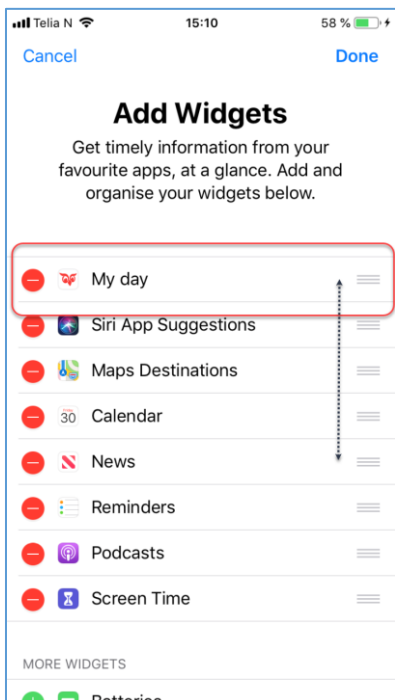 Telia N 15:10 58 %
Cancel Done
Add Widgets
Get timely information from your
favourite apps, at a glance. Add and
organise your widgets below.
My day
Siri App Suggestions
Maps Destinations
30 Calendar
News
Reminders
Podcasts
Screen Time
MORE WIDGETS
Batteries